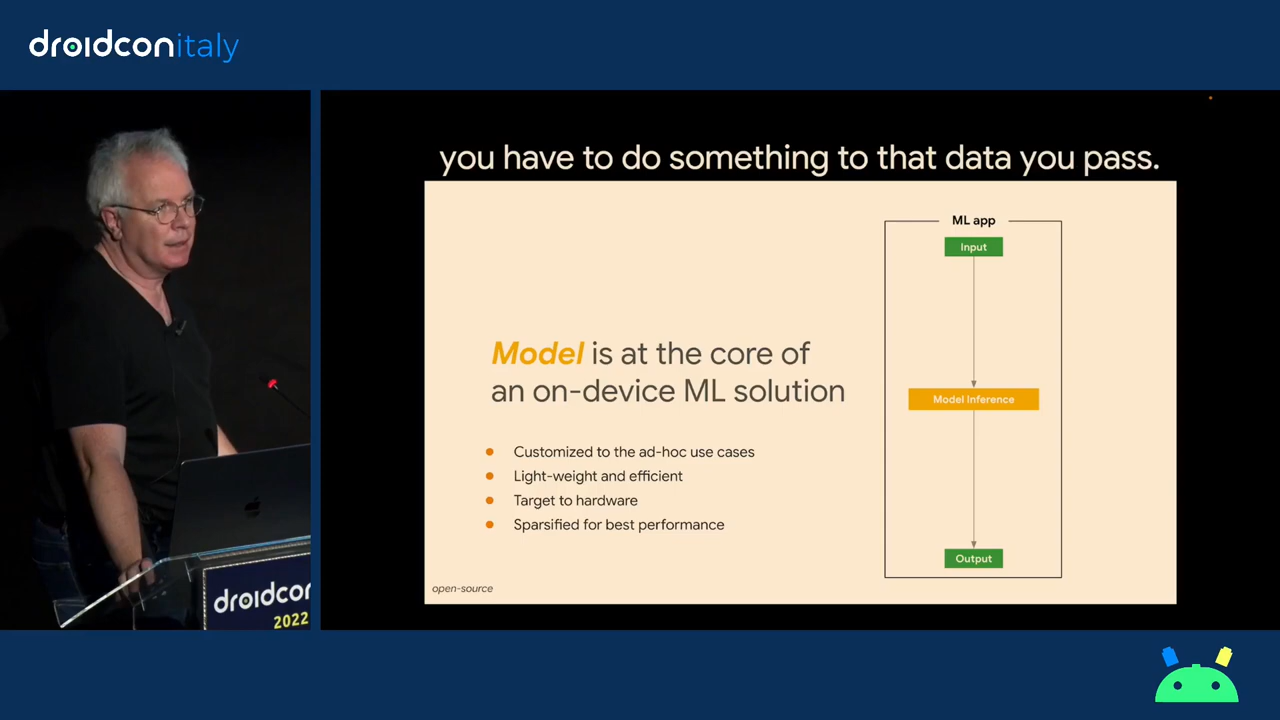 droidconitaly
you have to do something to that data you pass.
ML app
Input
Model is at the core of
an on-device ML solution
Model Inference
Customized to the ad-hoc use cases
Light-weight and efficient
Target to hardware
Sparsified for best performance
Output
open-source
droidcon
2022